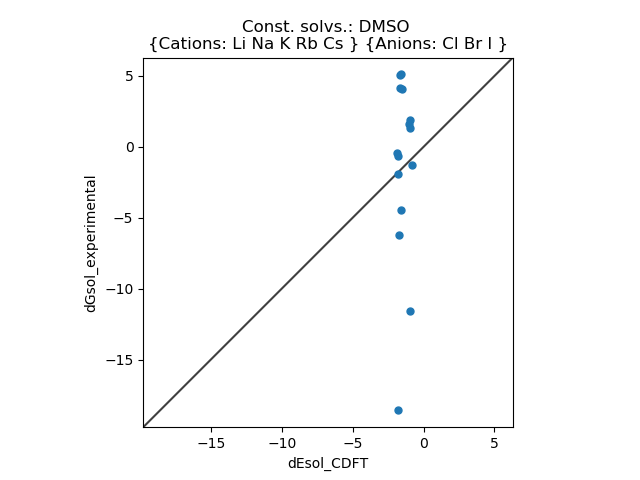 Const. solvs.: DMSO
{Cations: Li Na K Rb Cs } {Anions: Cl Br I }
5
0
−5
−10
−15
dGsol_experimental
−15
−10
−5
0
5
dEsol_CDFT